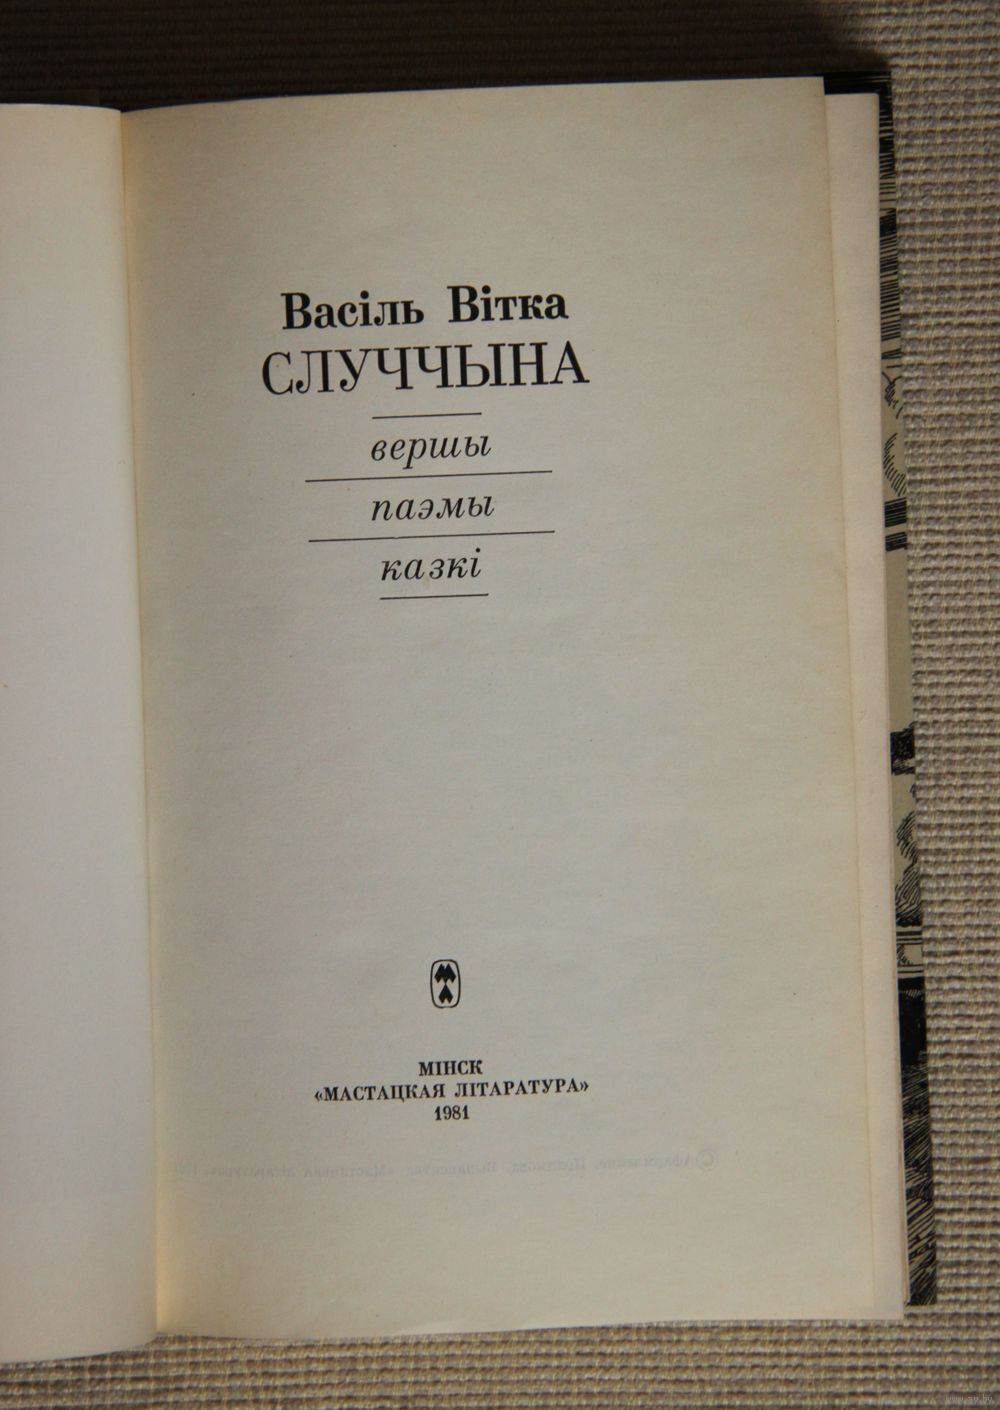 Васіль Вітка
СЛУЧЧЫНА
вершы
паэмы
казкі
МІНСК
«МАСТАЦКАЯ ЛІТАРАТУРА»
1981